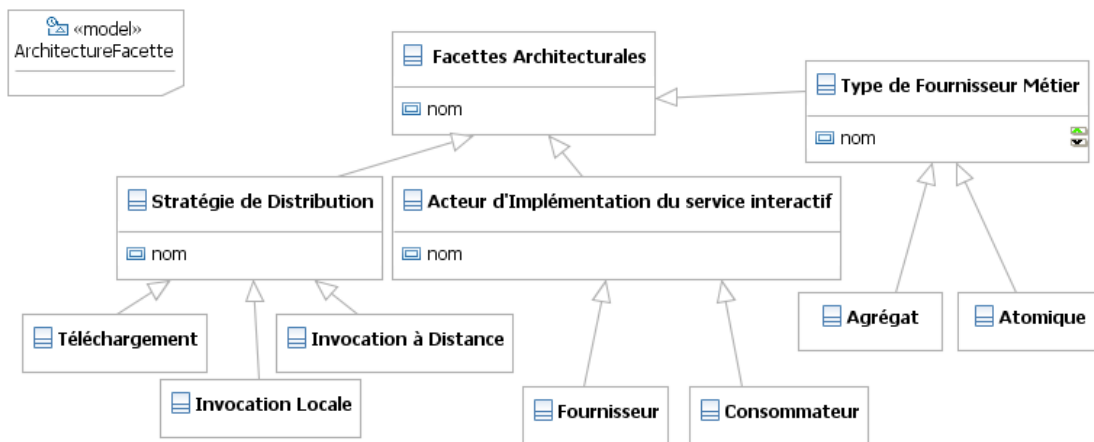 «model»
ArchitectureFacette
Facettes Architecturales
nom
Type de Fournisseur Métier
nom
Stratégie de Distribution
nom
Acteur d'Implémentation du service interactif
nom
Téléchargement
Invocation à Distance
Invocation Locale
Agrégat
Atomique
Fournisseur
Consommateur